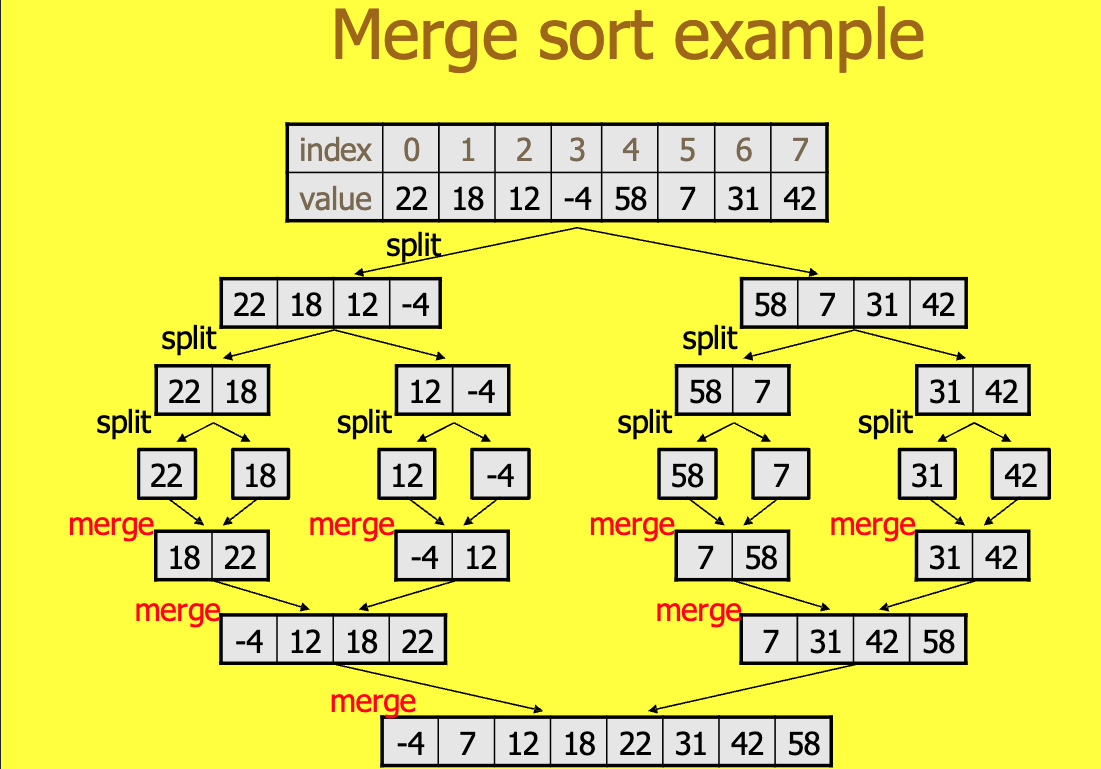 Merge sort example
index 0 1 2 3 4 5 6 7
value 22 18 12 -4 58 7 31 42
split
22 18 12 -4 58 7 31 42
split split
22 18 12 -4 58 7 31 42
split split split split
22 18 12 -4 58 7 31 42
merge merge merge merge
18 22 -4 12 7 58 31 42
merge merge
-4 12 18 22 7 31 42 58
merge
-4 7 12 18 22 31 42 58